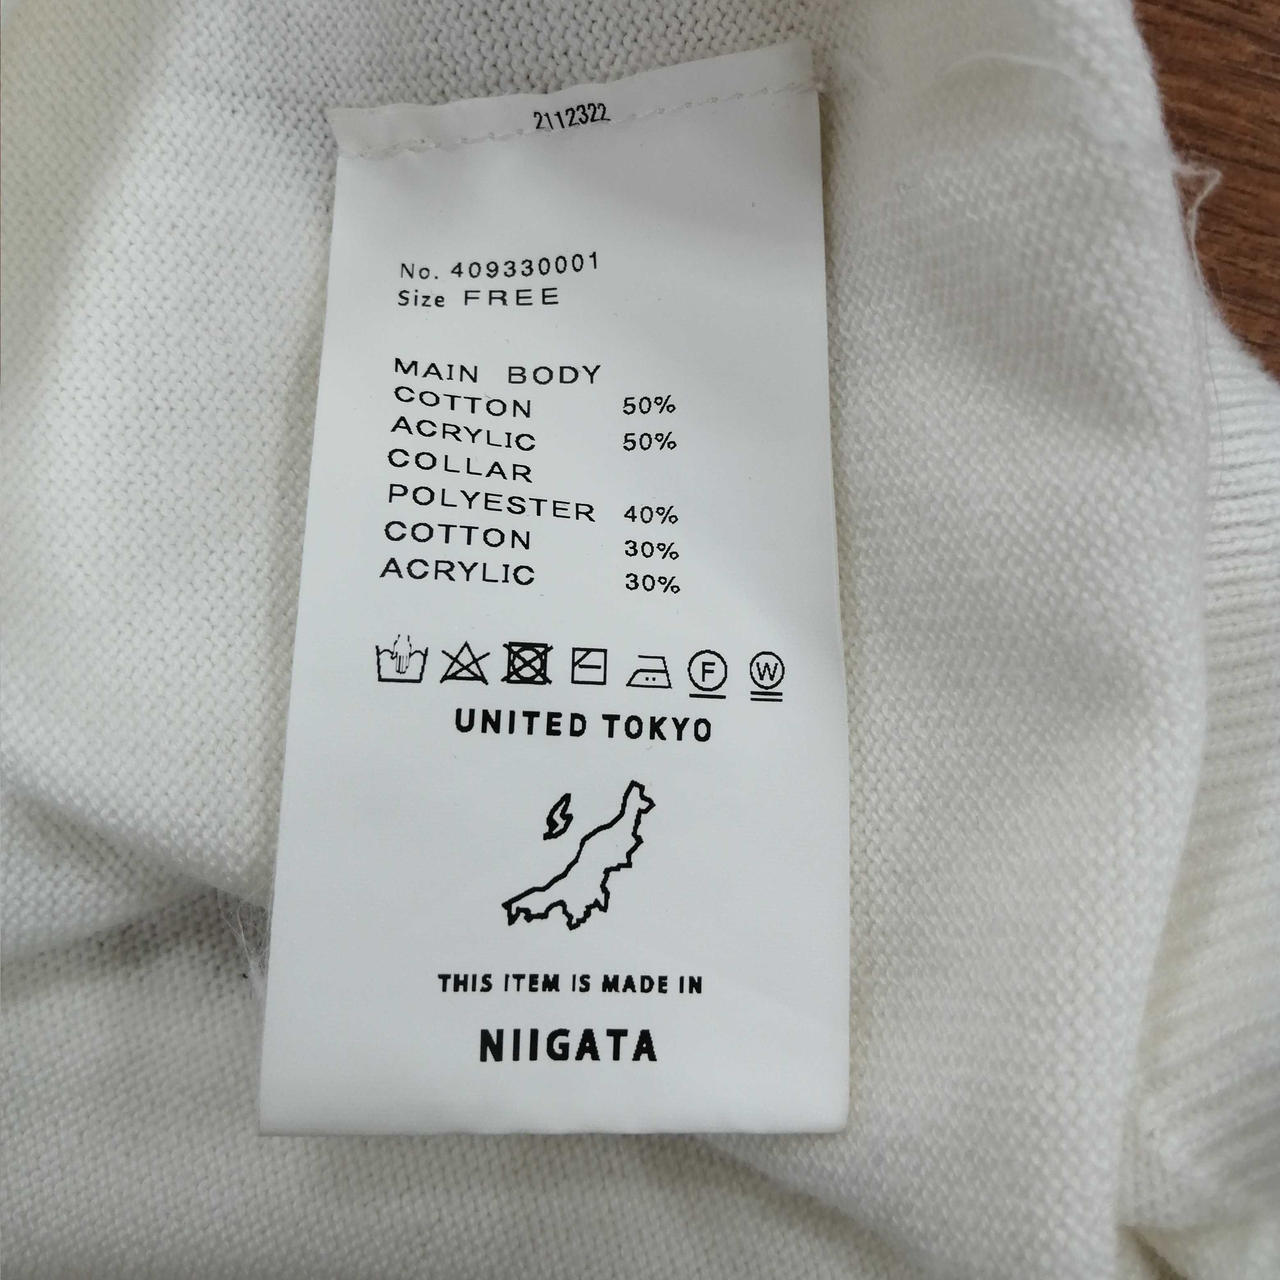 2112322
No. 409330001
Size FREE
MAIN BODY
COTTON 50%
ACRYLIC 50%
COLLAR
POLYESTER 40%
COTTON 30%
ACRYLIC 30%
F W
UNITED TOKYO
THIS ITEM IS MADE IN
NIIGATA